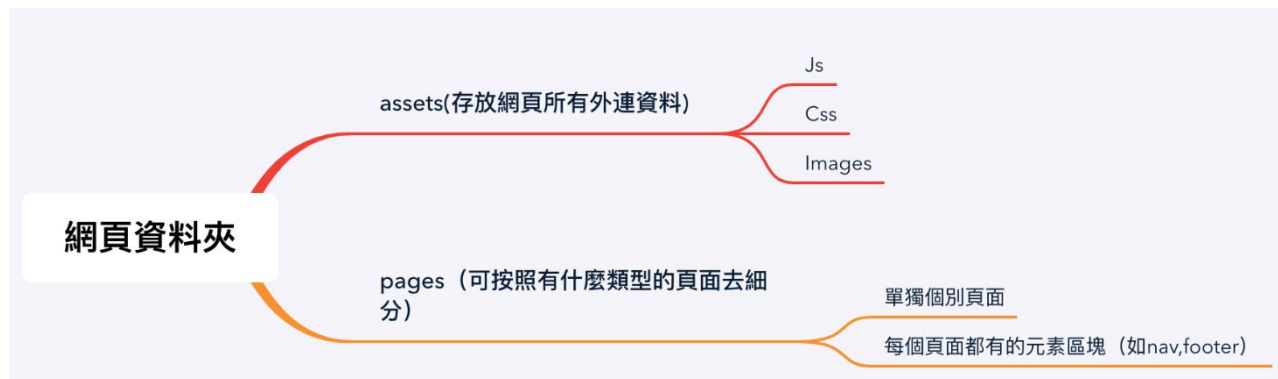 網頁資料夾
assets(存放網頁所有外連資料)
Js
Css
Images
pages（可按照有什麼類型的頁面去細
分）
單獨個別頁面
每個頁面都有的元素區塊（如nav,footer）